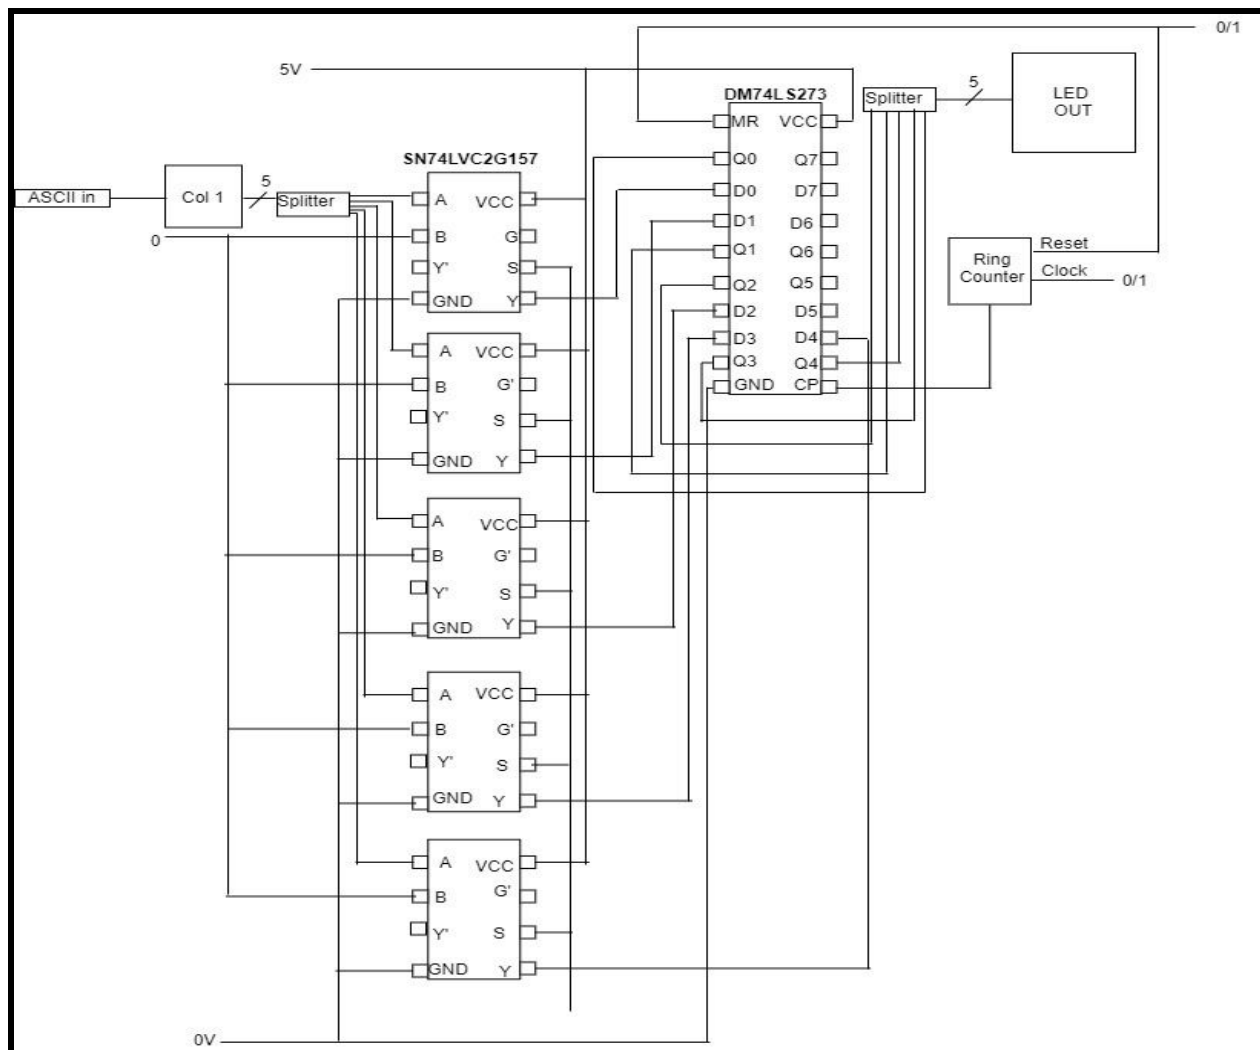 0/1
5V
5
LED
OUT
DM74LS273
Splitter
MR VCC
Q0 Q7
D0 D7
D1 D6
Q1 Q6
Q2 Q5
D2 D5
D3 D4
Q3 Q4
GND CP
Ring
Counter
Reset
Clock
0/1
SN74LVC2G157
ASCII in
Col 1
5
Splitter
0
A VCC
B G
Y' S
GND Y
A VCC
B G'
Y' S
GND Y
A VCC
B G'
Y' S
GND Y
A VCC
B G'
Y' S
GND Y
A VCC
B G'
Y' S
GND Y
0V